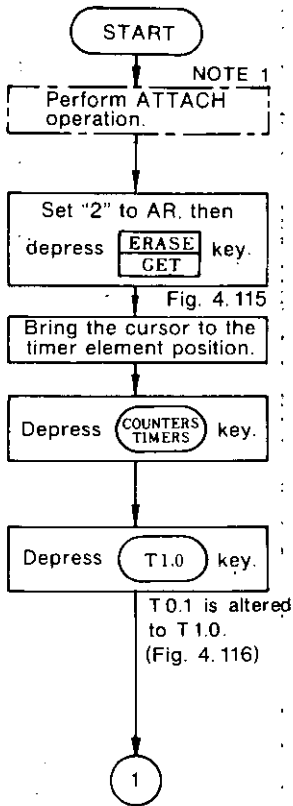 START
NOTE 1
Perform ATTACH
operation.
Set "2" to AR, then
depress ERASE key.
GET
Fig. 4.115
Bring the cursor to the
timer element position.
Depress COUNTERS key.
TIMERS
Depress T1.0 key.
T0.1 is altered
to T1.0.
(Fig. 4.116)
1